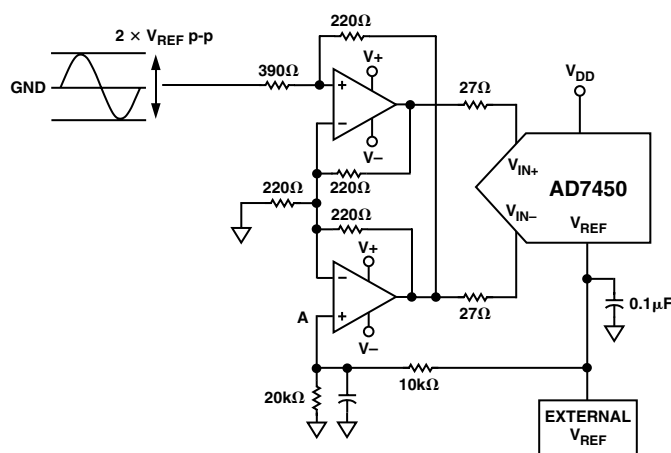 2 × VREF p-p
GND
390Ω
220Ω
V+
+
−
V−
220Ω
220Ω
220Ω
V+
−
A
+
V−
27Ω
27Ω
VDD
VIN+
AD7450
VIN−
VREF
0.1µF
10kΩ
20kΩ
EXTERNAL
VREF